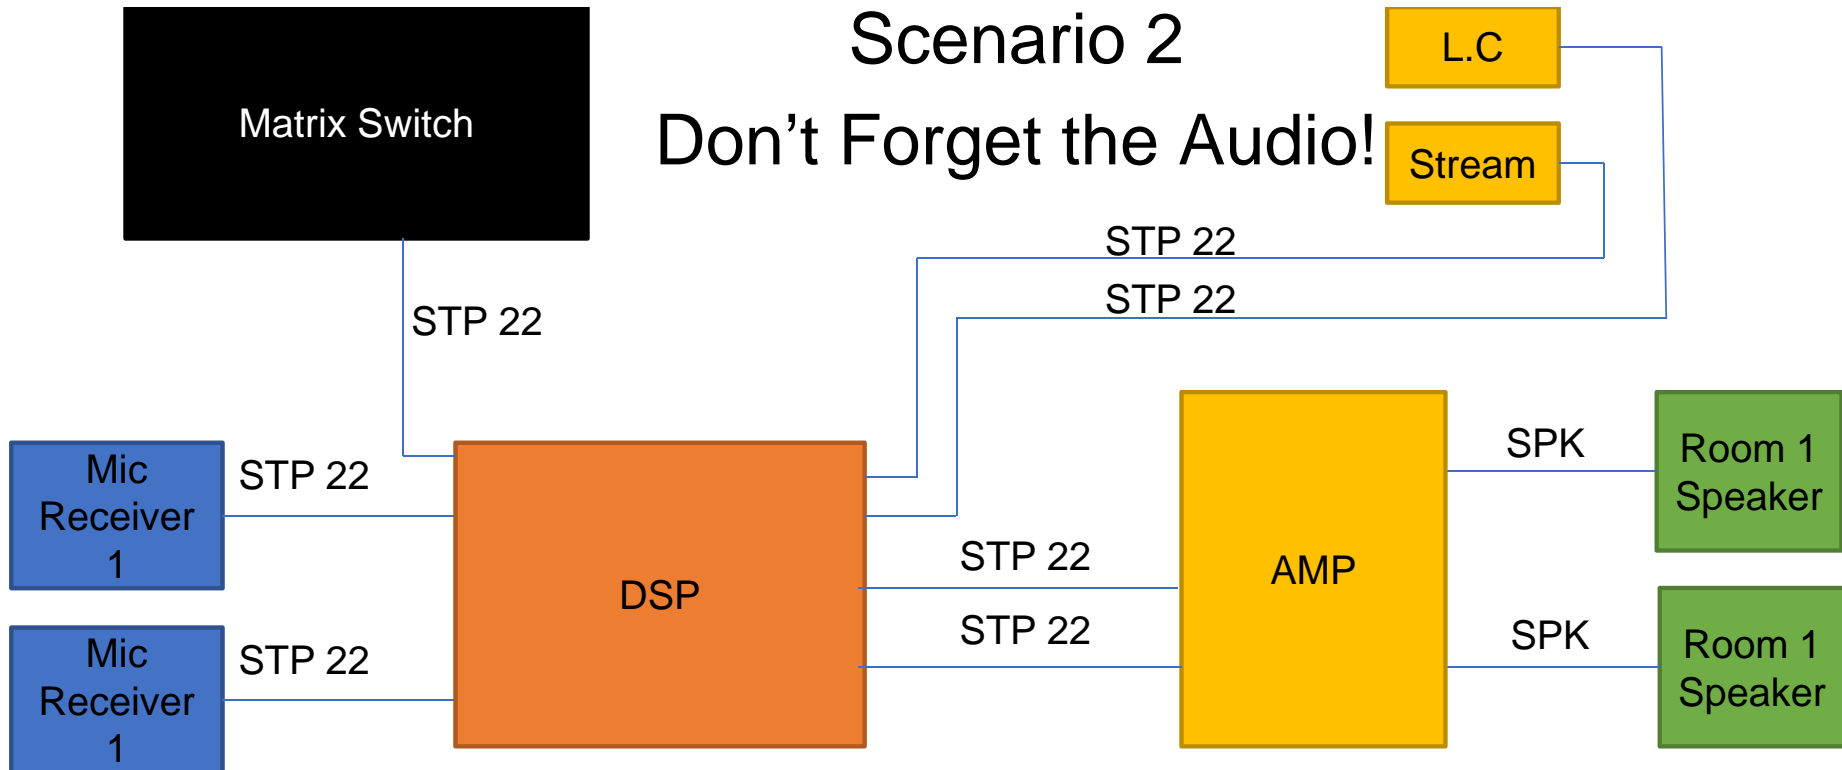 Scenario 2
Don’t Forget the Audio!
Matrix Switch
L.C
Stream
STP 22
STP 22
STP 22
Mic
Receiver
1
STP 22
Mic
Receiver
1
STP 22
DSP
STP 22
STP 22
AMP
SPK
Room 1
Speaker
SPK
Room 1
Speaker